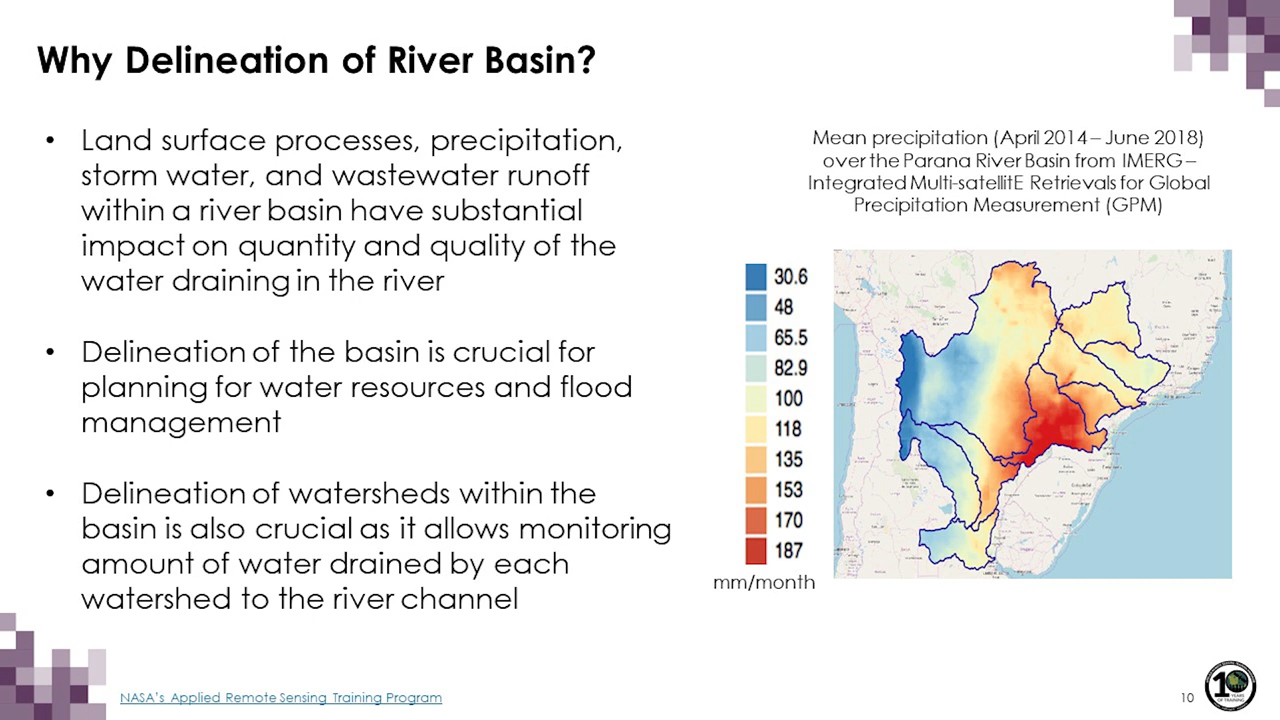 Why Delineation of River Basin?
• Land surface processes, precipitation,
storm water, and wastewater runoff
within a river basin have substantial
impact on quantity and quality of the
water draining in the river
• Delineation of the basin is crucial for
planning for water resources and flood
management
• Delineation of watersheds within the
basin is also crucial as it allows monitoring
amount of water drained by each
watershed to the river channel
Mean precipitation (April 2014 – June 2018)
over the Parana River Basin from IMERG –
Integrated Multi-satellitE Retrievals for Global
Precipitation Measurement (GPM)
30.6
48
65.5
82.9
100
118
135
153
170
187
mm/month
NASA's Applied Remote Sensing Training Program
10
10
YEARS
OF TRAINING